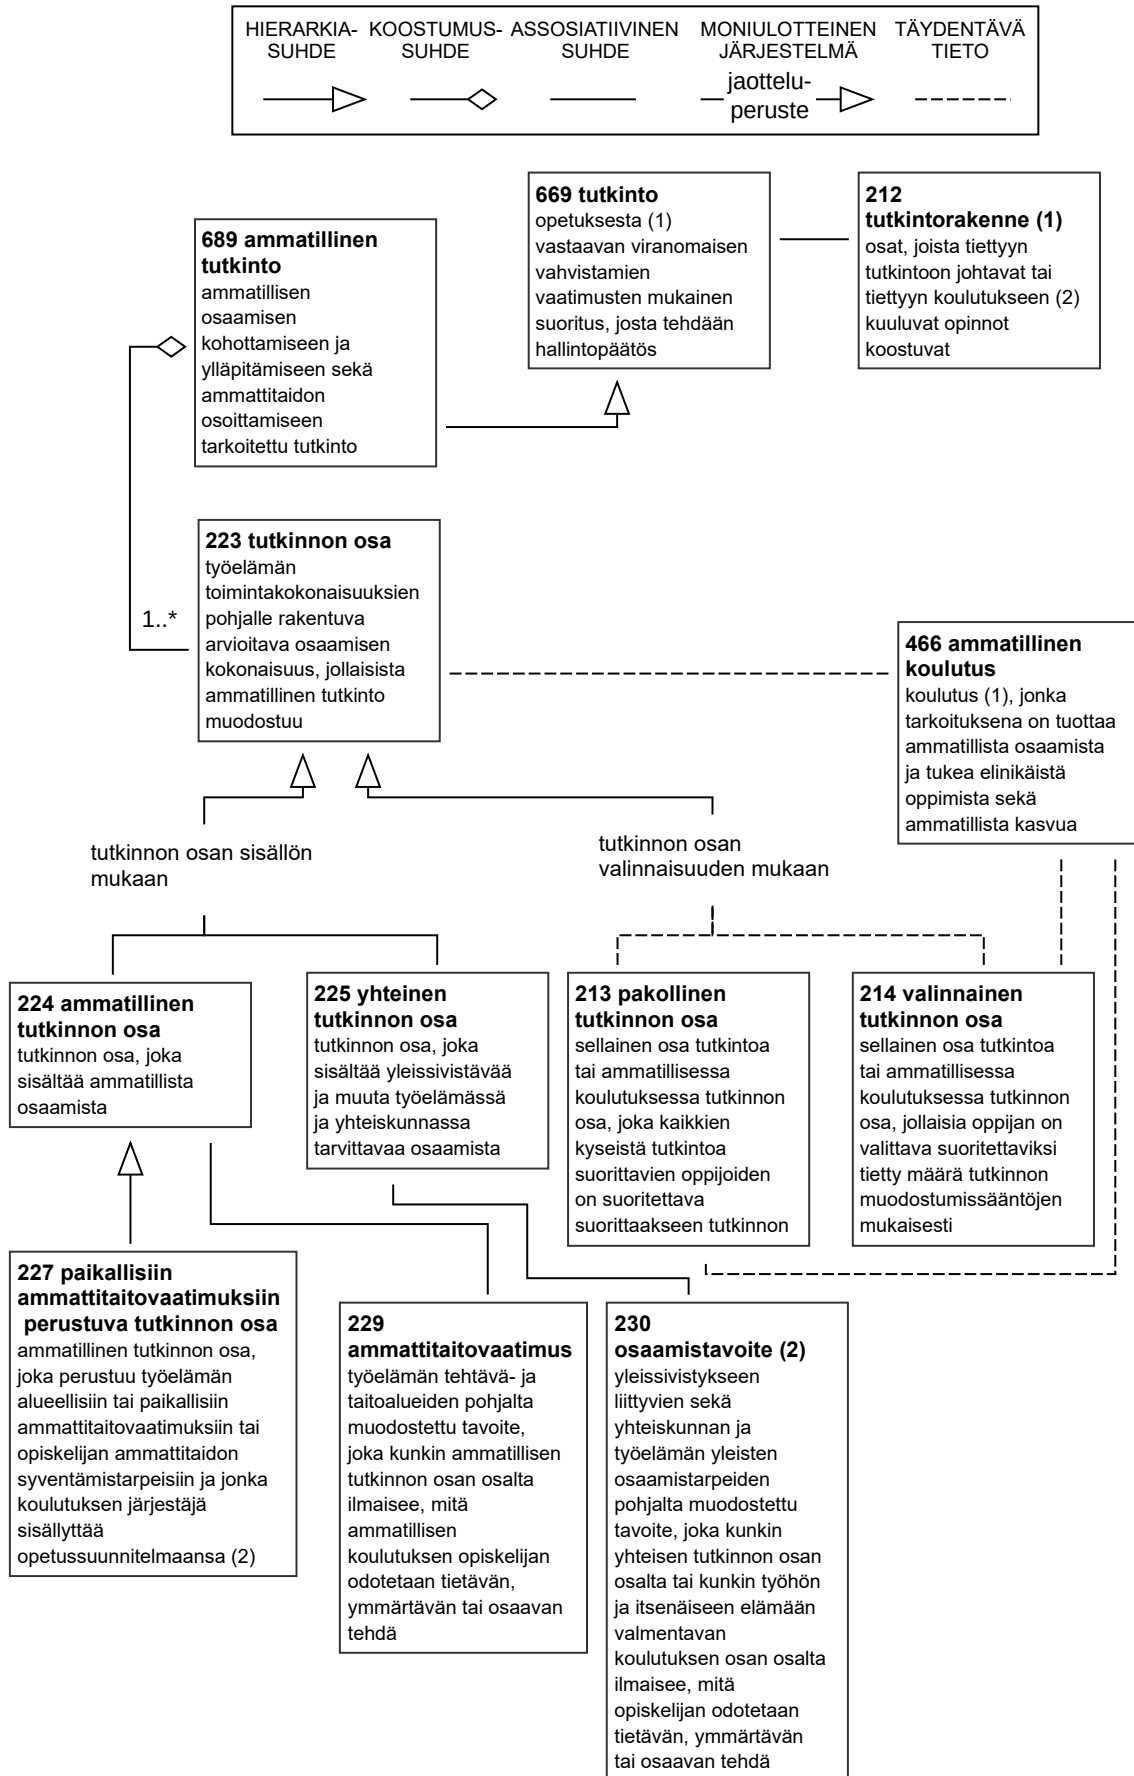 HIERARKIA-
SUHDE
KOOSTUMUS-
SUHDE
ASSOSIATIIVINEN
SUHDE
MONIULOTTEINEN
JÄRJESTELMÄ
jaottelu-
peruste
TÄYDENTÄVÄ
TIETO
669 tutkinto
opetuksesta (1)
vastaavan viranomaisen
vahvistamien
vaatimusten mukainen
suoritus, josta tehdään
hallintopäätös
212
tutkintorakenne (1)
osat, joista tiettyyn
tutkintoon johtavat tai
tiettyyn koulutukseen (2)
kuuluvat opinnot
koostuvat
689 ammatillinen
tutkinto
ammatillisen
osaamisen
kohottamiseen ja
ylläpitämiseen sekä
ammattitaidon
osoittamiseen
tarkoitettu tutkinto
223 tutkinnon osa
työelämän
toimintakokonaisuuksien
pohjalle rakentuva
arvioitava osaamisen
kokonaisuus, jollaisista
ammatillinen tutkinto
muodostuu
1..*
466 ammatillinen
koulutus
koulutus (1), jonka
tarkoituksena on tuottaa
ammatillista osaamista
ja tukea elinikäistä
oppimista sekä
ammatillista kasvua
tutkinnon osan sisällön
mukaan
tutkinnon osan
valinnaisuuden mukaan
224 ammatillinen
tutkinnon osa
tutkinnon osa, joka
sisältää ammatillista
osaamista
225 yhteinen
tutkinnon osa
tutkinnon osa, joka
sisältää yleissivistävää
ja muuta työelämässä
ja yhteiskunnassa
tarvittavaa osaamista
213 pakollinen
tutkinnon osa
sellainen osa tutkintoa
tai ammatillisessa
koulutuksessa tutkinnon
osa, joka kaikkien
kyseistä tutkintoa
suorittavien oppijoiden
on suoritettava
suorittaakseen tutkinnon
214 valinnainen
tutkinnon osa
sellainen osa tutkintoa
tai ammatillisessa
koulutuksessa tutkinnon
osa, jollaisia oppijan on
valittava suoritettaviksi
tietty määrä tutkinnon
muodostumissääntöjen
mukaisesti
227 paikallisiin
ammattitaitovaatimuksiin
perustuva tutkinnon osa
ammatillinen tutkinnon osa,
joka perustuu työelämän
alueellisiin tai paikallisiin
ammattitaitovaatimuksiin tai
opiskelijan ammattitaidon
syventämistarpeisiin ja jonka
koulutuksen järjestäjä
sisällyttää
opetussuunnitelmaansa (2)
229
ammattitaitovaatimus
työelämän tehtävä- ja
taitoalueiden pohjalta
muodostettu tavoite,
joka kunkin ammatillisen
tutkinnon osan osalta
ilmaisee, mitä
ammatillisen
koulutuksen opiskelijan
odotetaan tietävän,
ymmärtävän tai osaavan
tehdä
230
osaamistavoite (2)
yleissivistykseen
liittyvien sekä
yhteiskunnan ja
työelämän yleisten
osaamistarpeiden
pohjalta muodostettu
tavoite, joka kunkin
yhteisen tutkinnon osan
osalta tai kunkin työhön
ja itsenäiseen elämään
valmentavan
koulutuksen osan osalta
ilmaisee, mitä
opiskelijan odotetaan
tietävän, ymmärtävän
tai osaavan tehdä